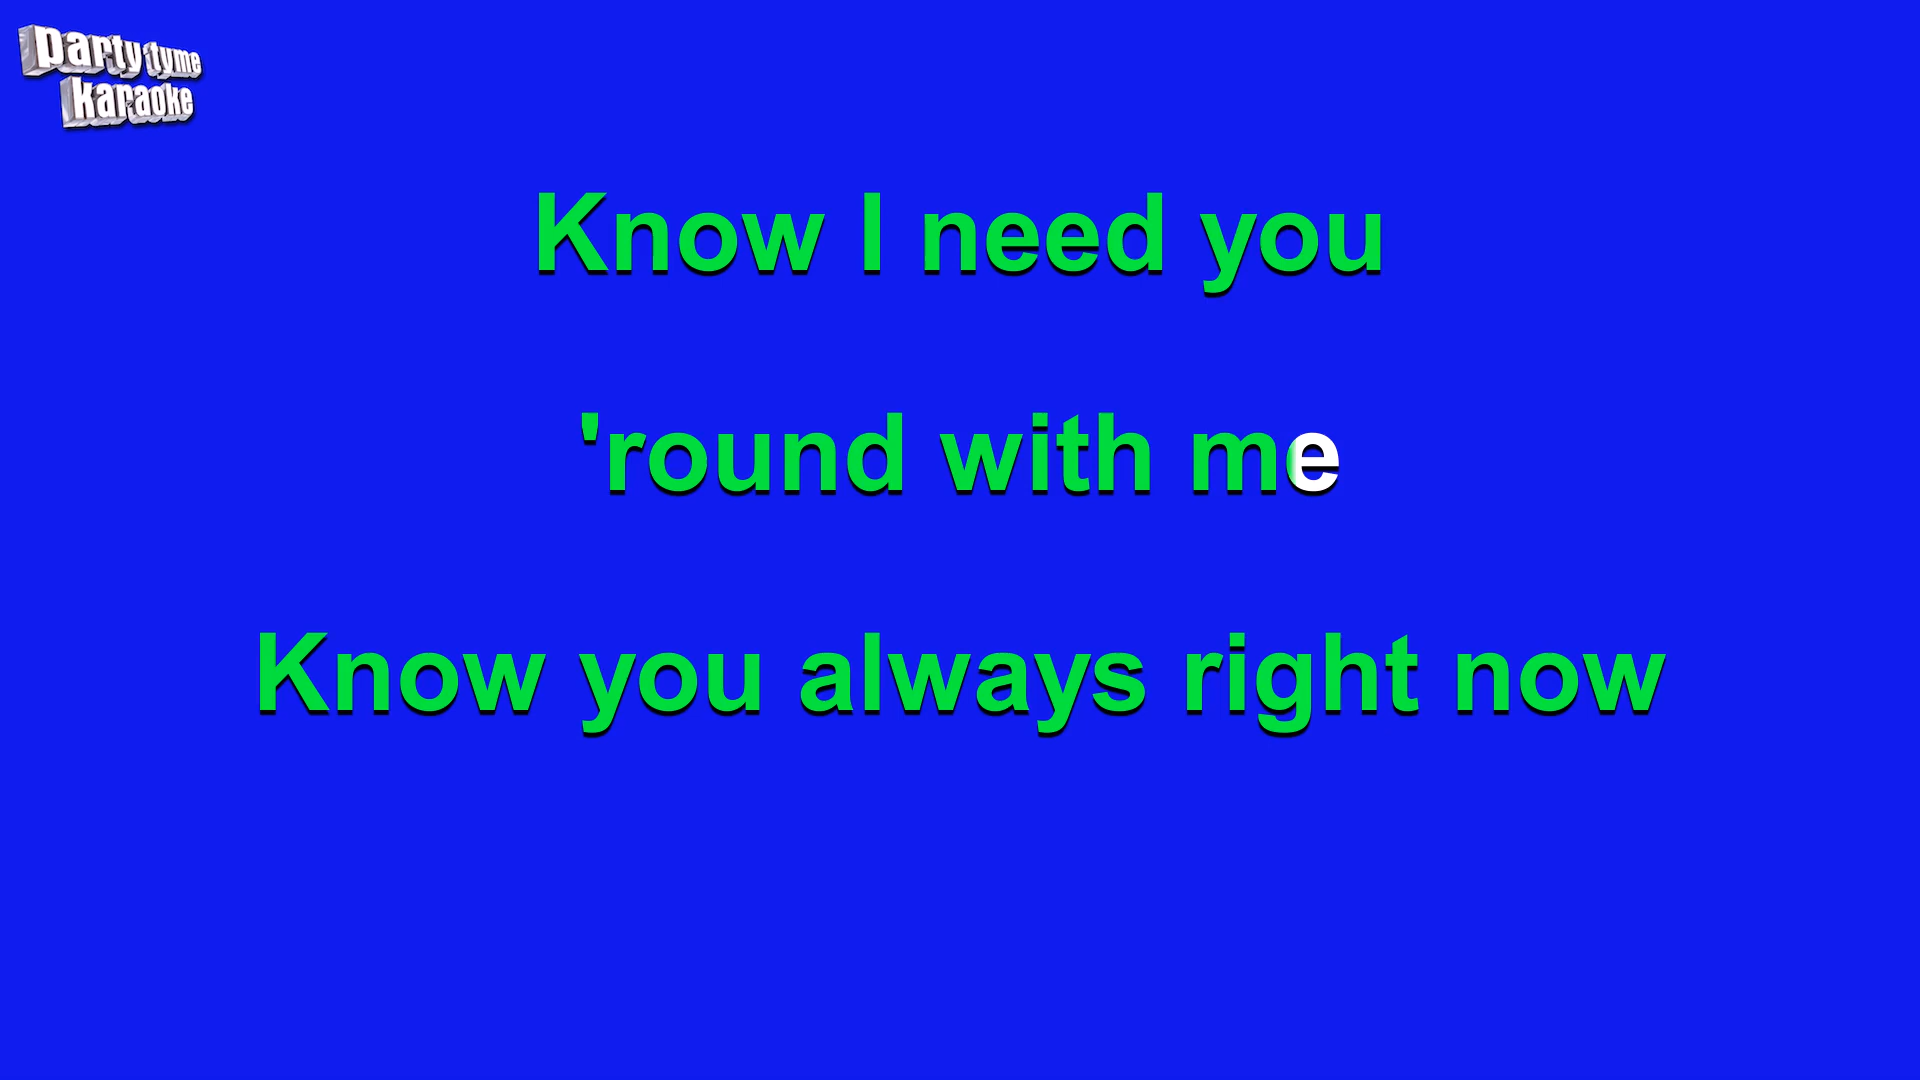 party tyme
karaoke
Know I need you
'round with me
Know you always right now